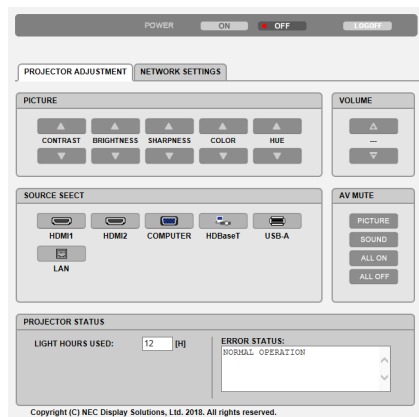 POWER ON OFF LOGOFF
PROJECTOR ADJUSTMENT NETWORK SETTINGS
PICTURE
CONTRAST BRIGHTNESS SHARPNESS COLOR HUE
VOLUME
---
SOURCE SEECT
HDMI1 HDMI2 COMPUTER HDBaseT USB-A
LAN
AV MUTE
PICTURE
SOUND
ALL ON
ALL OFF
PROJECTOR STATUS
LIGHT HOURS USED: 12 [H]
ERROR STATUS:
NORMAL OPERATION
Copyright (C) NEC Display Solutions, Ltd. 2018. All rights reserved.